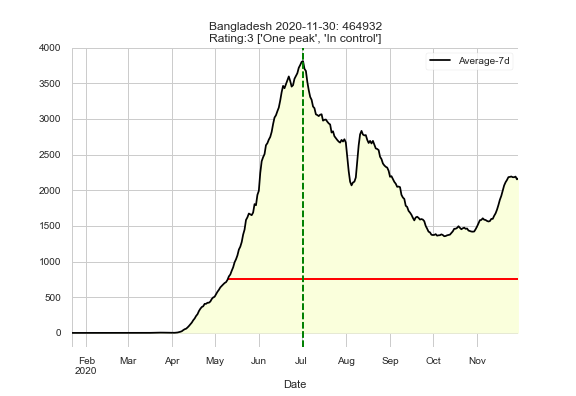 Bangladesh 2020-11-30: 464932
Rating:3 ['One peak', 'In control']
Average-7d
4000
3500
3000
2500
2000
1500
1000
500
0
Feb Mar Apr May Jun Jul Aug Sep Oct Nov
2020
Date